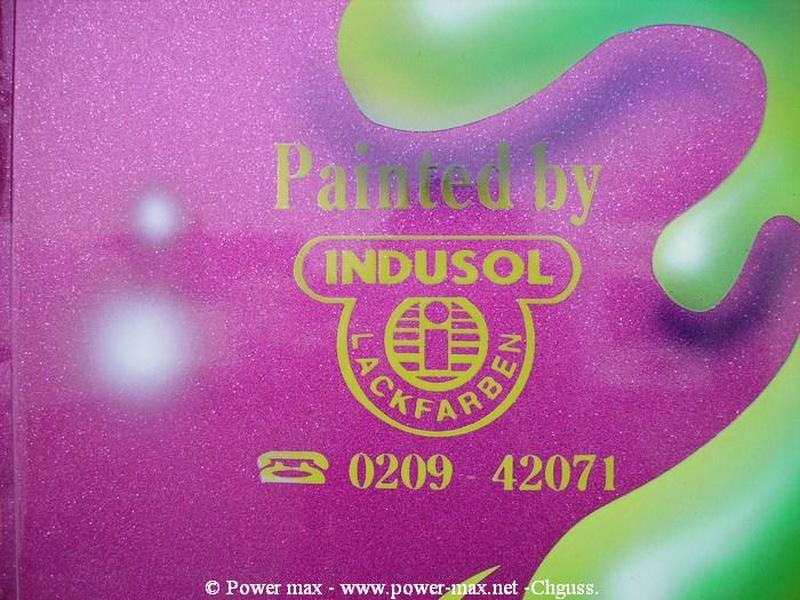 Painted by
INDUSOL
i
LACKFARBEN
☎ 0209 - 42071
© Power max - www.power-max.net -Chguss.